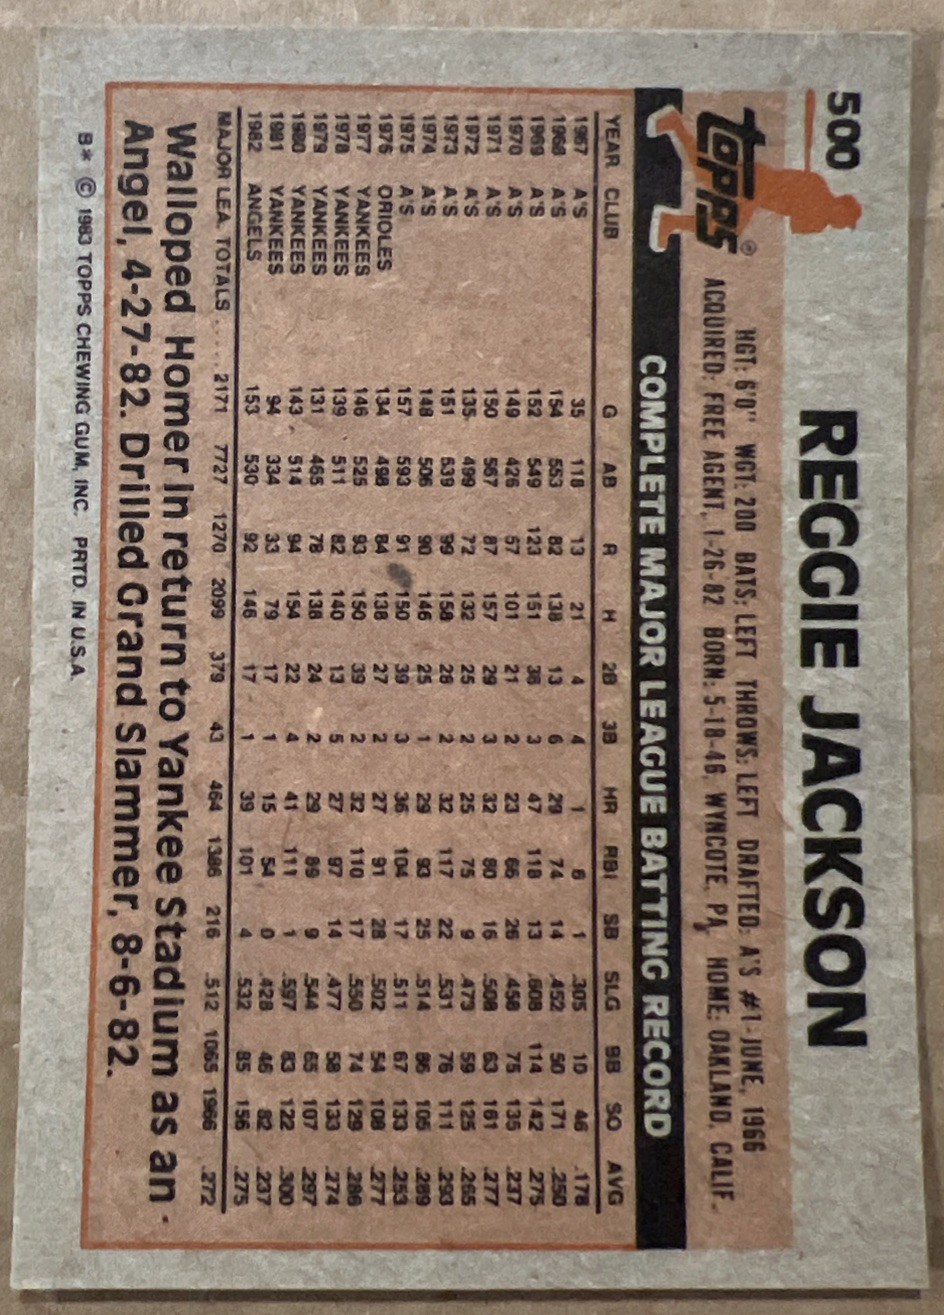 500 REGGIE JACKSON
Topps® HGT: 6'0" WGT: 200 BATS: LEFT THROWS: LEFT DRAFTED: A'S #1-JUNE, 1966
ACQUIRED: FREE AGENT, 1-26-82 BORN: 5-18-46, WYNCOTE, PA. HOME: OAKLAND, CALIF.
COMPLETE MAJOR LEAGUE BATTING RECORD
YEAR CLUB G AB R H 2B 3B HR RBI SB SLG BB SO AVG
1967 A'S 35 118 13 21 4 4 1 6 1 .305 10 46 .178
1968 A'S 154 553 82 138 13 6 29 74 14 .452 50 171 .250
1969 A'S 152 549 123 151 36 3 47 118 13 .608 114 142 .275
1970 A'S 149 426 57 101 21 2 23 66 26 .458 75 135 .237
1971 A'S 150 567 87 157 29 3 32 80 16 .508 63 161 .277
1972 A'S 135 499 72 132 25 2 25 75 9 .473 59 125 .265
1973 A'S 151 539 99 158 28 2 32 117 22 .531 76 111 .293
1974 A'S 148 506 90 146 25 1 29 93 25 .514 86 105 .289
1975 A'S 157 593 91 150 39 3 36 104 17 .511 67 133 .253
1976 ORIOLES 134 498 84 138 27 2 27 91 28 .502 54 108 .277
1977 YANKEES 146 525 93 150 39 2 32 110 17 .550 74 129 .286
1978 YANKEES 139 511 82 140 13 5 27 97 14 .477 58 133 .274
1979 YANKEES 131 465 78 138 24 2 29 89 9 .544 65 107 .297
1980 YANKEES 143 514 94 154 22 4 41 111 1 .597 83 122 .300
1981 YANKEES 94 334 33 79 17 1 15 54 0 .428 46 82 .237
1982 ANGELS 153 530 92 146 17 1 39 101 4 .532 85 156 .275
MAJOR LEA. TOTALS ..... 2171 7727 1270 2099 379 43 464 1386 216 .512 1065 1966 .272
Walloped Homer in return to Yankee Stadium as an
Angel, 4-27-82. Drilled Grand Slammer, 8-6-82.
B* © 1983 TOPPS CHEWING GUM, INC. PRTD. IN U.S.A.